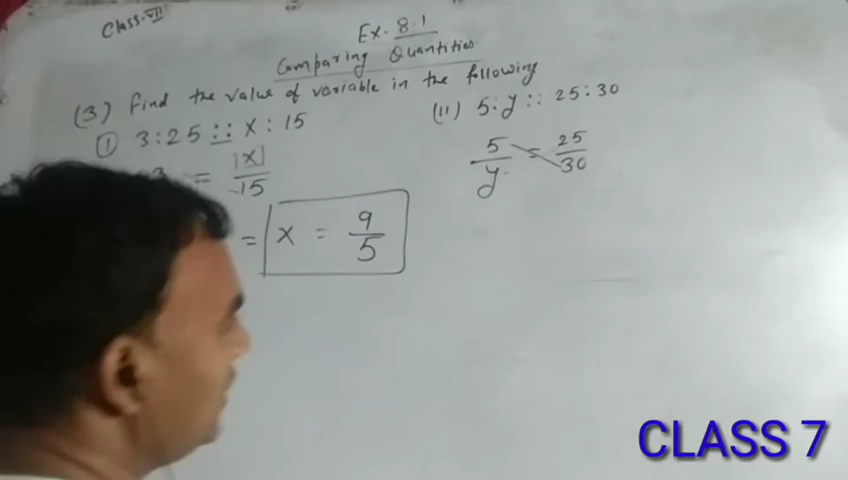 Class-VII
Ex-8.1
Comparing Quantities
(3) Find the value of variable in the following
(1) 3:25 :: x : 15
3 = |x| / 15
= x = 9/5
(11) 5:y :: 25:30
5/y = 25/30
CLASS 7